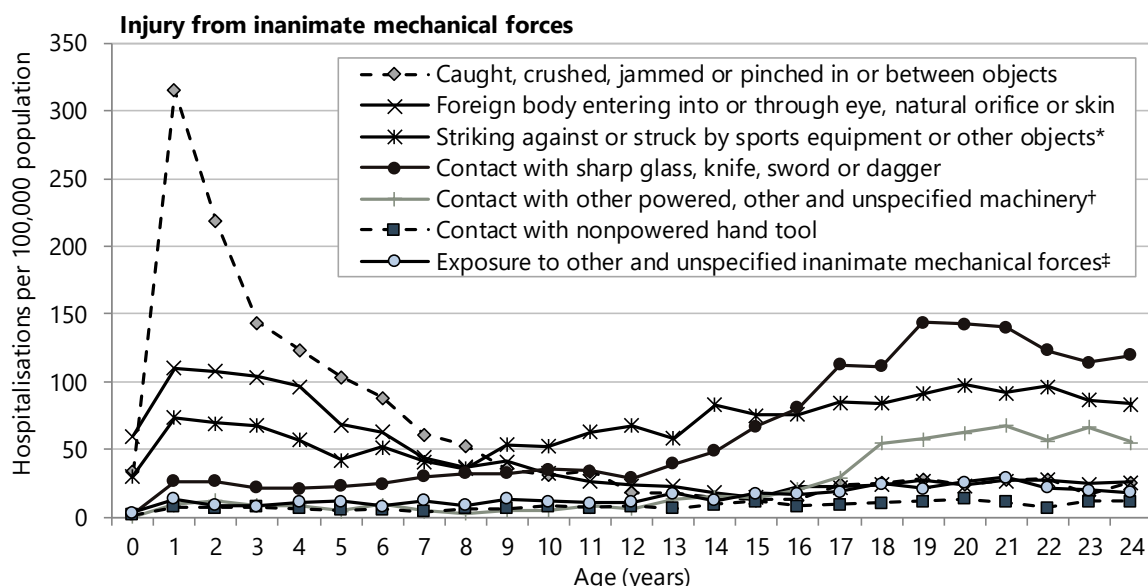 Injury from inanimate mechanical forces
350
300
250
200
150
100
50
0
Hospitalisations per 100,000 population
Caught, crushed, jammed or pinched in or between objects
Foreign body entering into or through eye, natural orifice or skin
Striking against or struck by sports equipment or other objects*
Contact with sharp glass, knife, sword or dagger
Contact with other powered, other and unspecified machinery†
Contact with nonpowered hand tool
Exposure to other and unspecified inanimate mechanical forces‡
0 1 2 3 4 5 6 7 8 9 10 11 12 13 14 15 16 17 18 19 20 21 22 23 24
Age (years)